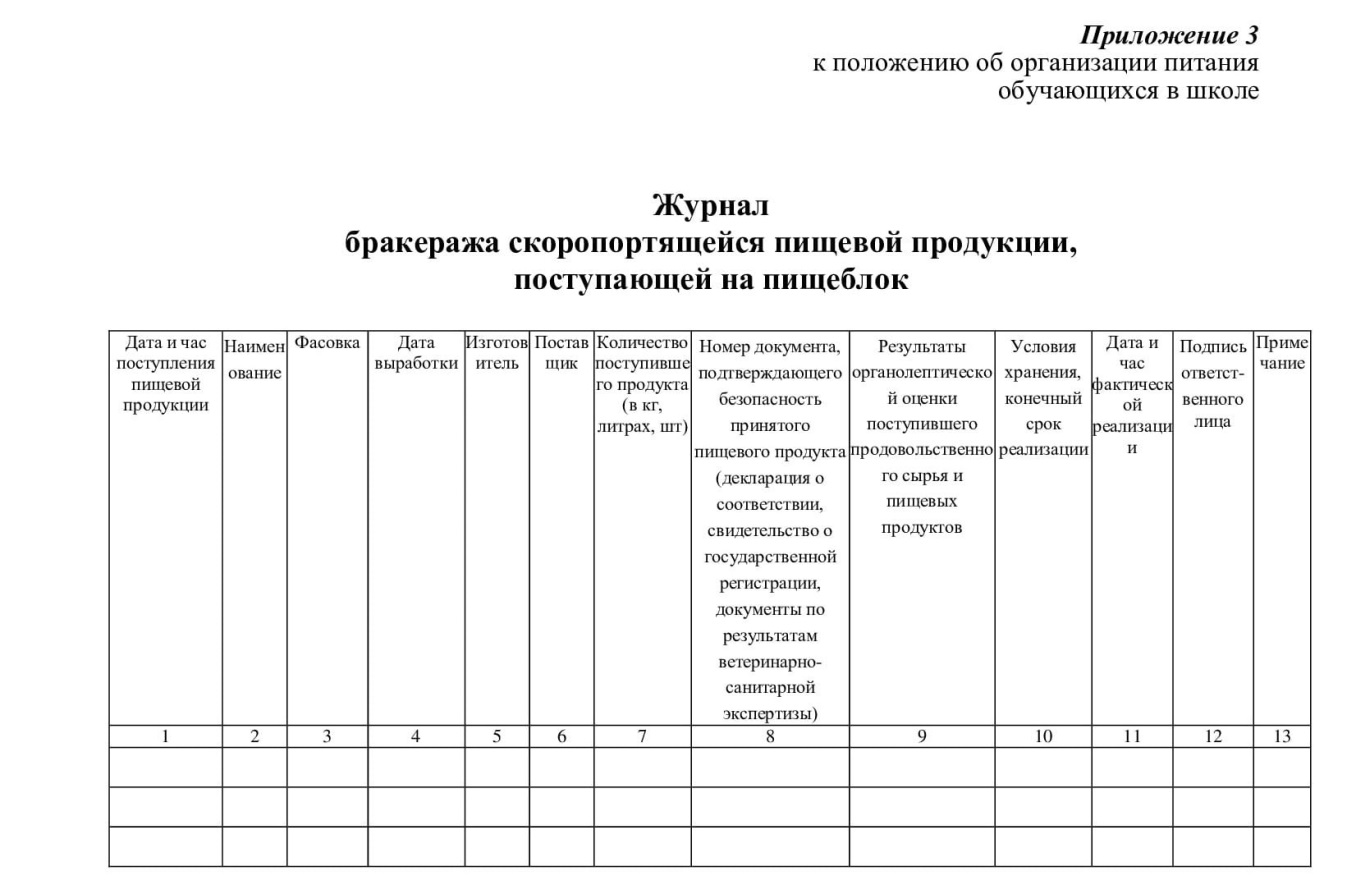 Приложение 3
к положению об организации питания
обучающихся в школе
Журнал
бракеража скоропортящейся пищевой продукции,
поступающей на пищеблок
Дата и час
поступления
пищевой
продукции
Наимен
ование
Фасовка
Дата
выработки
Изготов
итель
Постав
щик
Количество
поступивше
го продукта
(в кг,
литрах, шт)
Номер документа,
подтверждающего
безопасность
принятого
пищевого продукта
(декларация о
соответствии,
свидетельство о
государственной
регистрации,
документы по
результатам
ветеринарно-
санитарной
экспертизы)
Результаты
органолептическо
й оценки
поступившего
продовольственно
го сырья и
пищевых
продуктов
Условия
хранения,
конечный
срок
реализации
Дата и
час
фактическ
ой
реализаци
и
Подпись
ответст-
венного
лица
Приме
чание
1 2 3 4 5 6 7 8 9 10 11 12 13